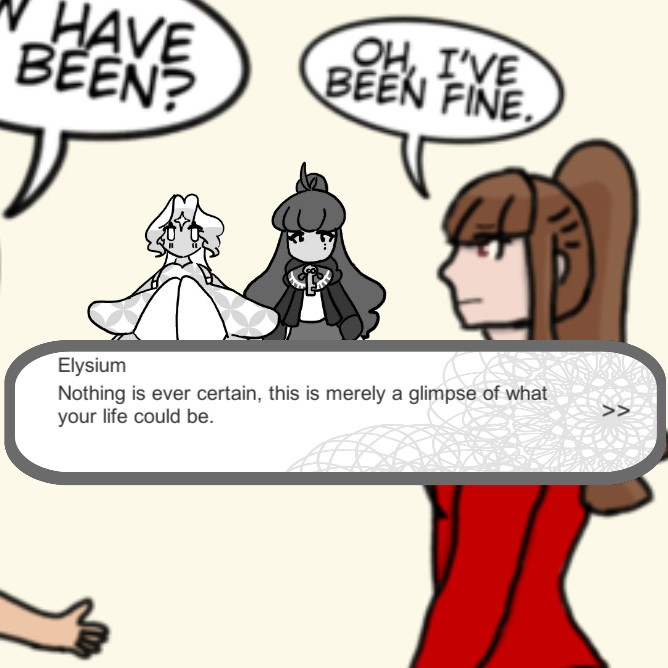 HAVE
BEEN?
OH, I'VE
BEEN FINE.
Elysium
Nothing is ever certain, this is merely a glimpse of what
your life could be.
>>